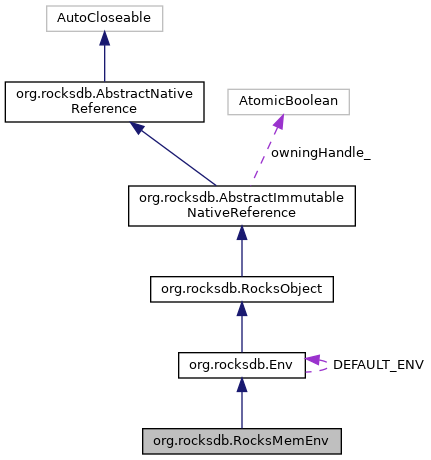 AutoCloseable
org.rocksdb.AbstractNative
Reference
AtomicBoolean
owningHandle_
org.rocksdb.AbstractImmutable
NativeReference
org.rocksdb.RocksObject
org.rocksdb.Env
DEFAULT_ENV
org.rocksdb.RocksMemEnv